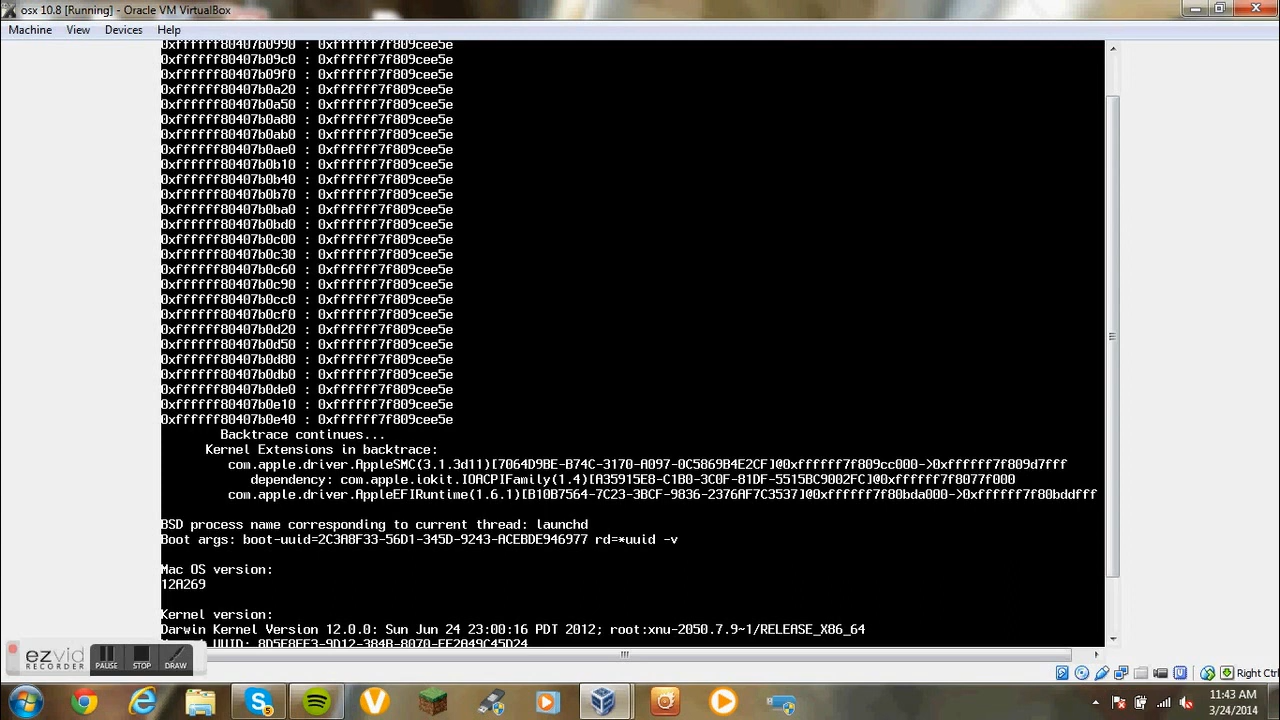 osx 10.8 [Running] - Oracle VM VirtualBox
Machine View Devices Help
0xffffff80407b0990 : 0xffffff7f809cee5e
0xffffff80407b09c0 : 0xffffff7f809cee5e
0xffffff80407b09f0 : 0xffffff7f809cee5e
0xffffff80407b0a20 : 0xffffff7f809cee5e
0xffffff80407b0a50 : 0xffffff7f809cee5e
0xffffff80407b0a80 : 0xffffff7f809cee5e
0xffffff80407b0ab0 : 0xffffff7f809cee5e
0xffffff80407b0ae0 : 0xffffff7f809cee5e
0xffffff80407b0b10 : 0xffffff7f809cee5e
0xffffff80407b0b40 : 0xffffff7f809cee5e
0xffffff80407b0b70 : 0xffffff7f809cee5e
0xffffff80407b0ba0 : 0xffffff7f809cee5e
0xffffff80407b0bd0 : 0xffffff7f809cee5e
0xffffff80407b0c00 : 0xffffff7f809cee5e
0xffffff80407b0c30 : 0xffffff7f809cee5e
0xffffff80407b0c60 : 0xffffff7f809cee5e
0xffffff80407b0c90 : 0xffffff7f809cee5e
0xffffff80407b0cc0 : 0xffffff7f809cee5e
0xffffff80407b0cf0 : 0xffffff7f809cee5e
0xffffff80407b0d20 : 0xffffff7f809cee5e
0xffffff80407b0d50 : 0xffffff7f809cee5e
0xffffff80407b0d80 : 0xffffff7f809cee5e
0xffffff80407b0db0 : 0xffffff7f809cee5e
0xffffff80407b0de0 : 0xffffff7f809cee5e
0xffffff80407b0e10 : 0xffffff7f809cee5e
0xffffff80407b0e40 : 0xffffff7f809cee5e
Backtrace continues...
Kernel Extensions in backtrace:
com.apple.driver.AppleSMC(3.1.3d11)[7064D9BE-B74C-3170-A097-0C5869B4E2CF]@0xffffff7f809cc000->0xffffff7f809d7fff
dependency: com.apple.iokit.IOACPIFamily(1.4)[A35915E8-C1B0-3C0F-81DF-5515BC9002FC]@0xffffff7f8077f000
com.apple.driver.AppleEFIRuntime(1.6.1)[B10B7564-7C23-3BCF-9836-2376AF7C3537]@0xffffff7f80bda000->0xffffff7f80bddfff
BSD process name corresponding to current thread: launchd
Boot args: boot-uuid=2C3A8F33-56D1-345D-9243-ACEBDE946977 rd=*uuid -v
Mac OS version:
12A269
Kernel version:
Darwin Kernel Version 12.0.0: Sun Jun 24 23:00:16 PDT 2012; root:xnu-2050.7.9~1/RELEASE_X86_64
UUID: 8D5F8EF3-9D12-384B-8070-EF2A49C45D24
ezvid
RECORDER
PAUSE STOP DRAW
Right Ctrl
5
11:43 AM
3/24/2014